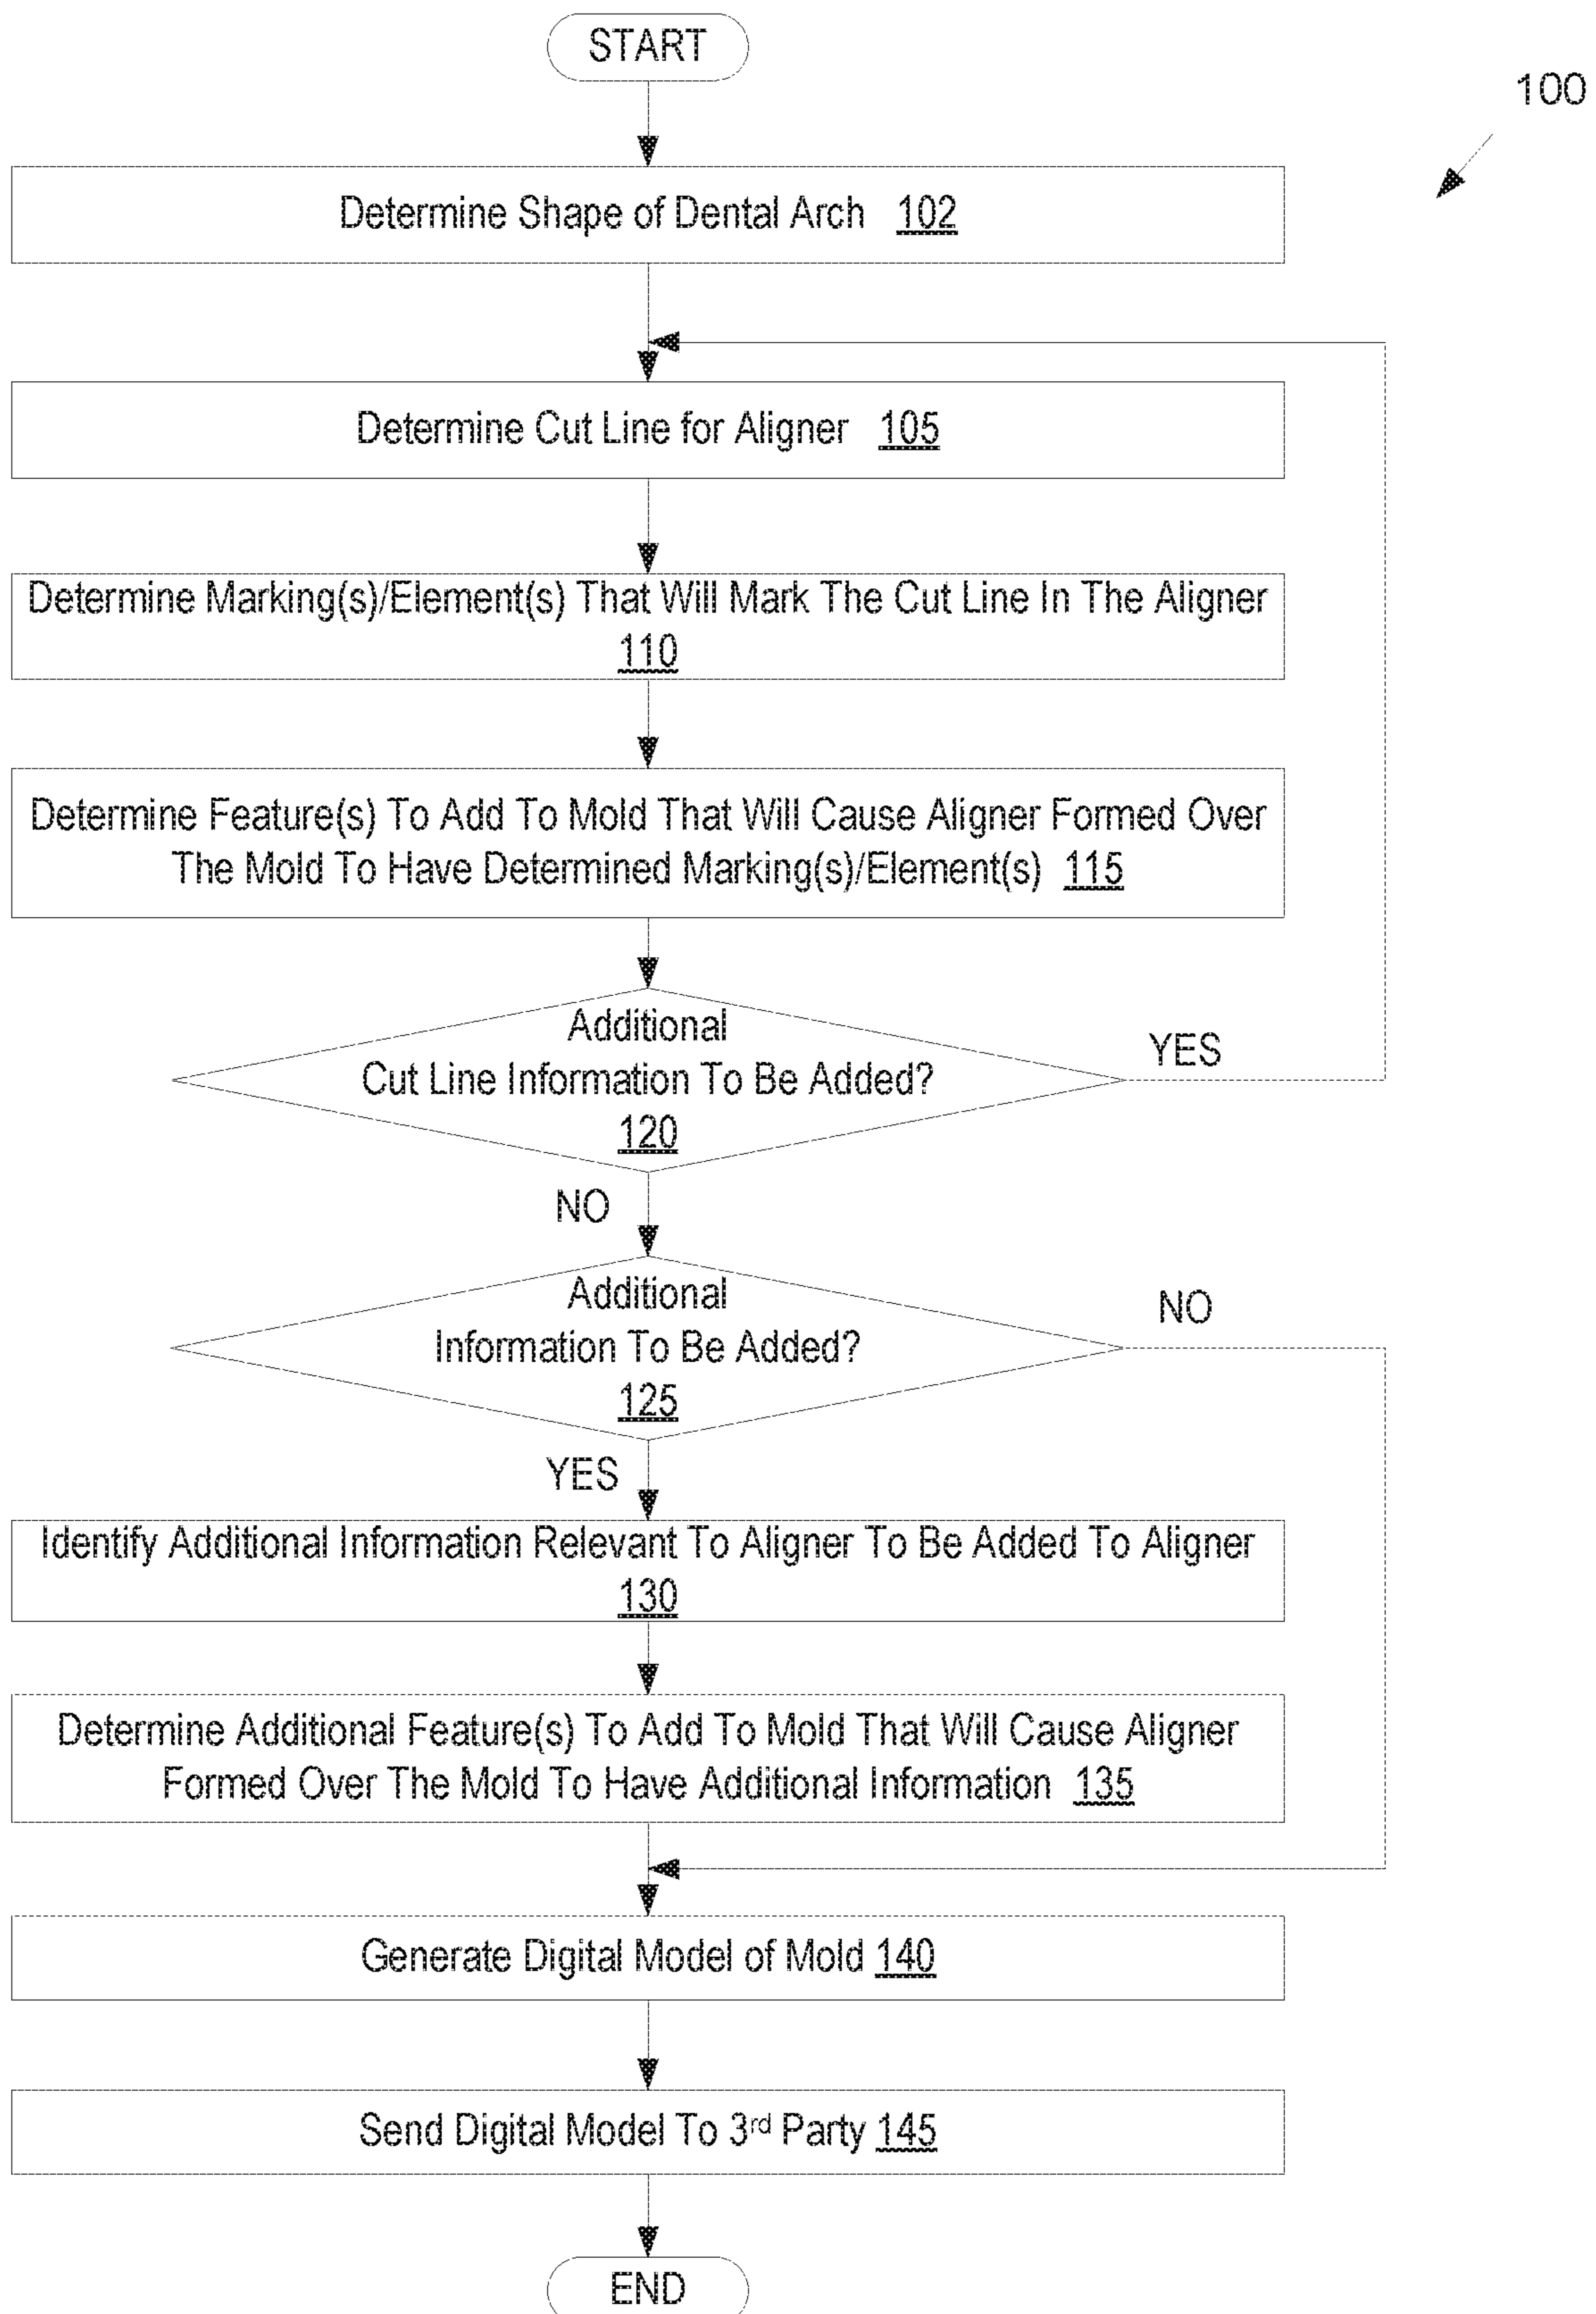 START
100
Determine Shape of Dental Arch 102
Determine Cut Line for Aligner 105
Determine Marking(s)/Element(s) That Will Mark The Cut Line In The Aligner
110
Determine Feature(s) To Add To Mold That Will Cause Aligner Formed Over
The Mold To Have Determined Marking(s)/Element(s) 115
Additional
Cut Line Information To Be Added?
120
YES
NO
Additional
Information To Be Added?
125
NO
YES
Identify Additional Information Relevant To Aligner To Be Added To Aligner
130
Determine Additional Feature(s) To Add To Mold That Will Cause Aligner
Formed Over The Mold To Have Additional Information 135
Generate Digital Model of Mold 140
Send Digital Model To 3rd Party 145
END